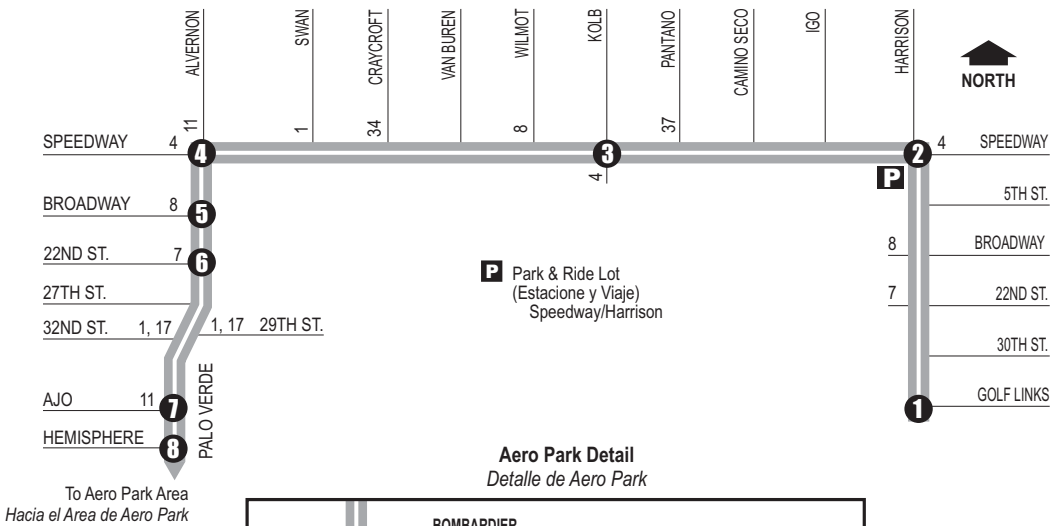 ALVERNON
SWAN
CRAYCROFT
VAN BUREN
WILMOT
KOLB
PANTANO
CAMINO SECO
IGO
HARRISON
NORTH
11
1
34
8
37
SPEEDWAY 4
4
3
2
4 SPEEDWAY
4
P
5TH ST.
BROADWAY 8
5
8 BROADWAY
22ND ST. 7
6
P Park & Ride Lot
(Estacione y Viaje)
Speedway/Harrison
7 22ND ST.
27TH ST.
32ND ST. 1, 17
1, 17 29TH ST.
30TH ST.
PALO VERDE
AJO 11
7
1
GOLF LINKS
HEMISPHERE
8
Aero Park Detail
Detalle de Aero Park
To Aero Park Area
Hacia el Area de Aero Park
BOMBARDIER